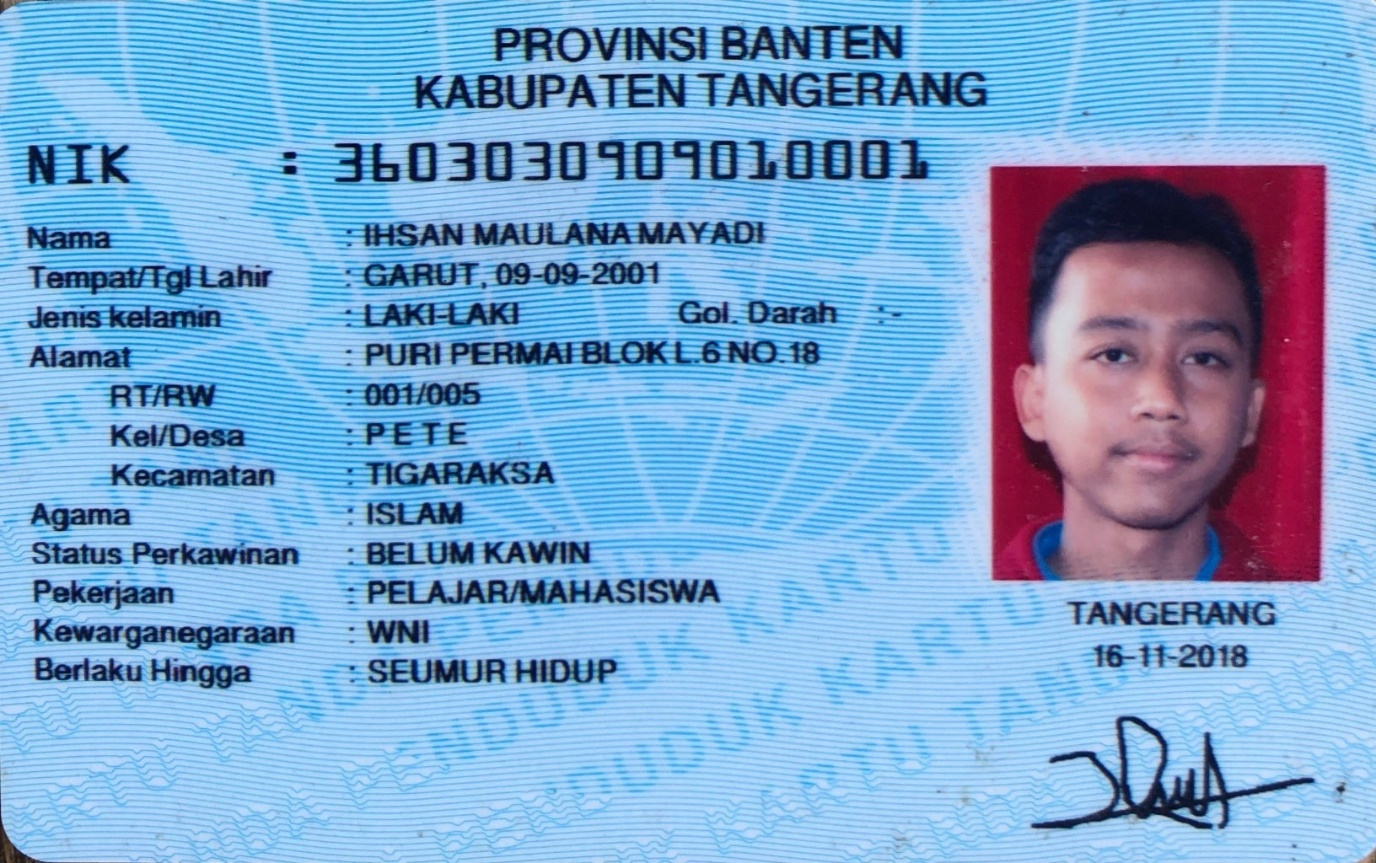 PROVINSI BANTEN
KABUPATEN TANGERANG
NIK : 3603030909010001
Nama : IHSAN MAULANA MAYADI
Tempat/Tgl Lahir : GARUT, 09-09-2001
Jenis kelamin : LAKI-LAKI Gol. Darah : -
Alamat : PURI PERMAI BLOK L.6 NO.18
RT/RW : 001/005
Kel/Desa : P E T E
Kecamatan : TIGARAKSA
Agama : ISLAM
Status Perkawinan : BELUM KAWIN
Pekerjaan : PELAJAR/MAHASISWA
Kewarganegaraan : WNI
Berlaku Hingga : SEUMUR HIDUP
TANGERANG
16-11-2018